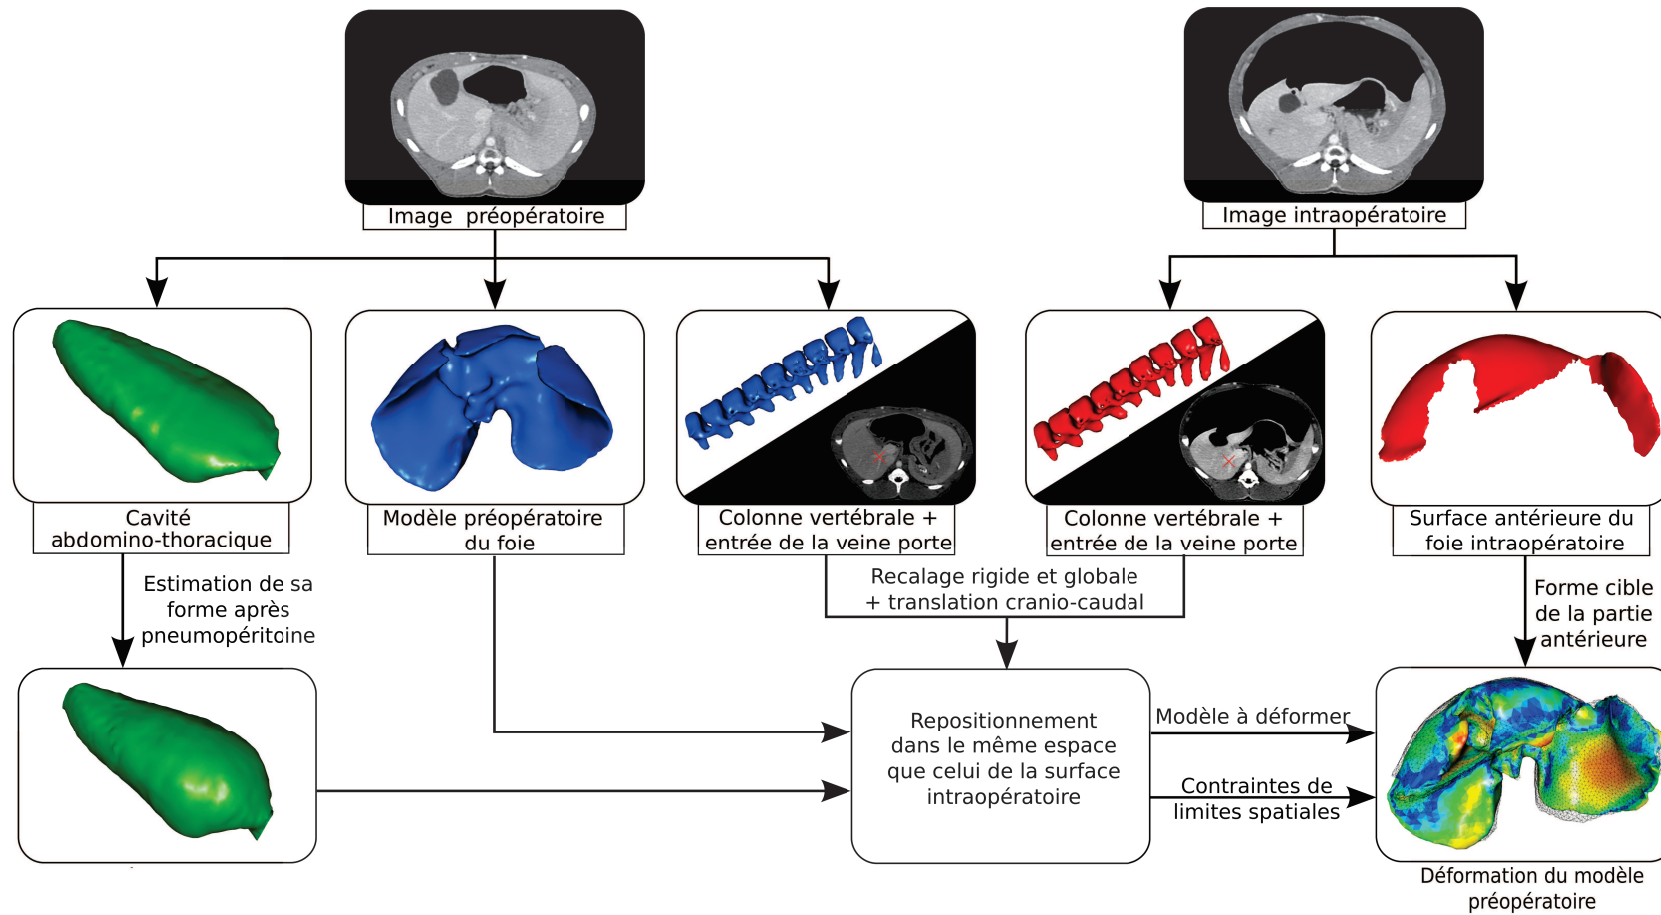 Image préopératoire
Image intraopératoire
Cavité
abdomino-thoracique
Modèle préopératoire
du foie
Colonne vertébrale +
entrée de la veine porte
Colonne vertébrale +
entrée de la veine porte
Surface antérieure du
foie intraopératoire
Estimation de sa
forme après
pneumopéritoine
Recalage rigide et globale
+ translation cranio-caudal
Forme cible
de la partie
antérieure
Repositionnement
dans le même espace
que celui de la surface
intraopératoire
Modèle à déformer
Contraintes de
limites spatiales
Déformation du modèle
préopératoire